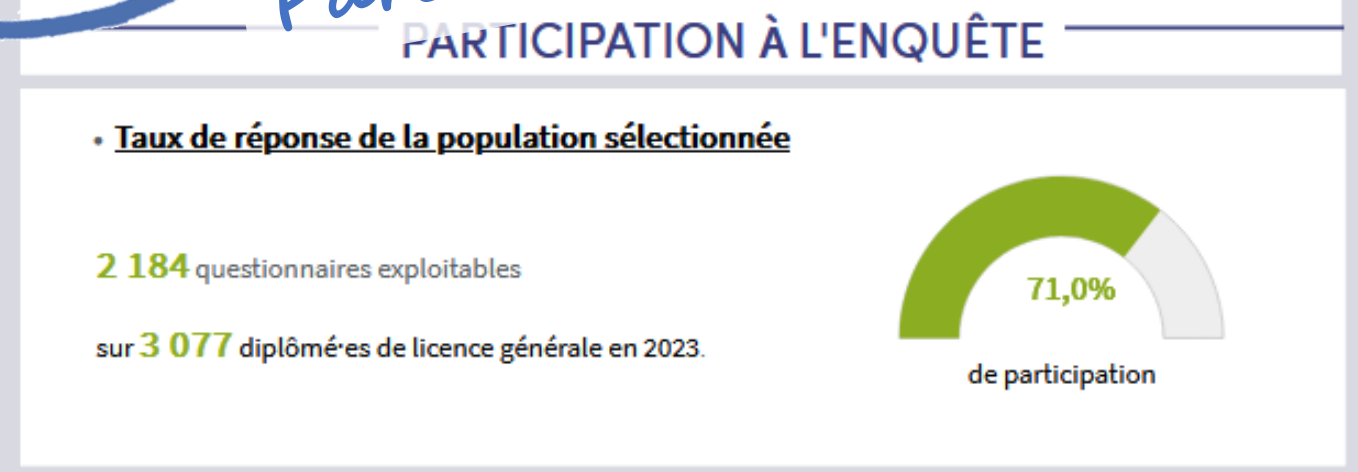 PARTICIPATION À L'ENQUÊTE
• Taux de réponse de la population sélectionnée
2 184 questionnaires exploitables
sur 3 077 diplômé·es de licence générale en 2023.
71,0%
de participation